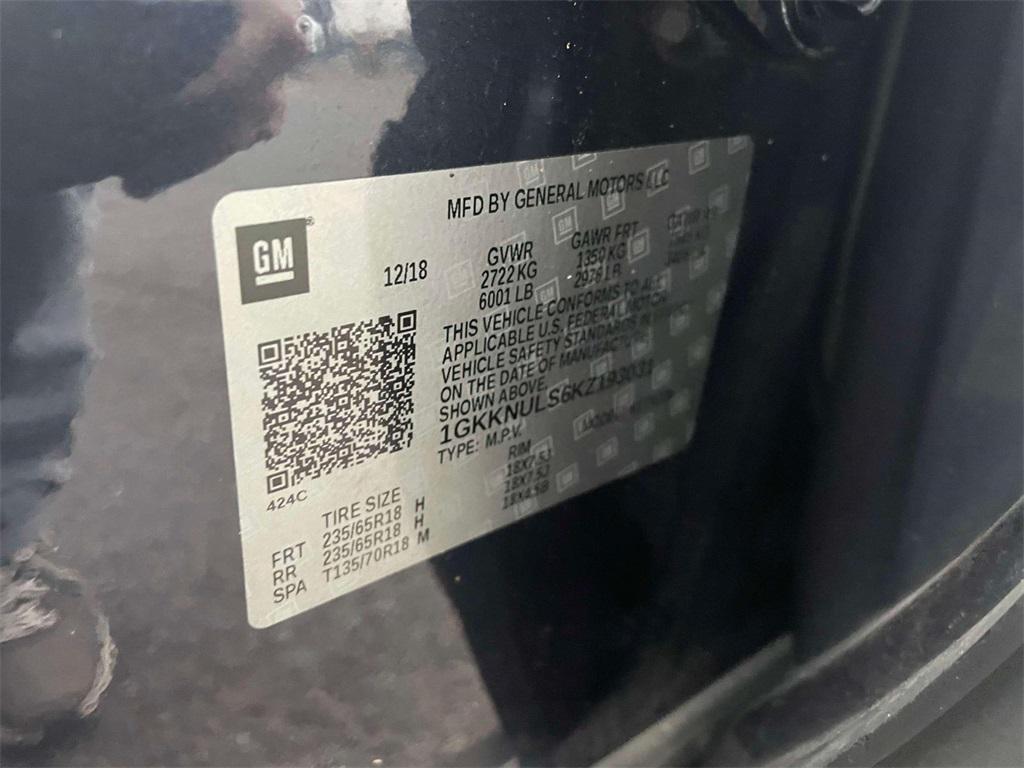 GM
®
MFD BY GENERAL MOTORS LLC
12/18
GVWR
2722 KG
6001 LB
GAWR FRT
1350 KG
2976 LB
THIS VEHICLE CONFORMS TO ALL
APPLICABLE U.S. FEDERAL MOTOR
VEHICLE SAFETY STANDARDS IN
ON THE DATE OF MANUFACTURE
SHOWN ABOVE.
1GKKNULS6KZ193031
TYPE: M.P.V.
424C
TIRE SIZE RIM
FRT 235/65R18 H 18X7.5J
RR 235/65R18 H 18X7.5J
SPA T135/70R18 M 18X4.5B